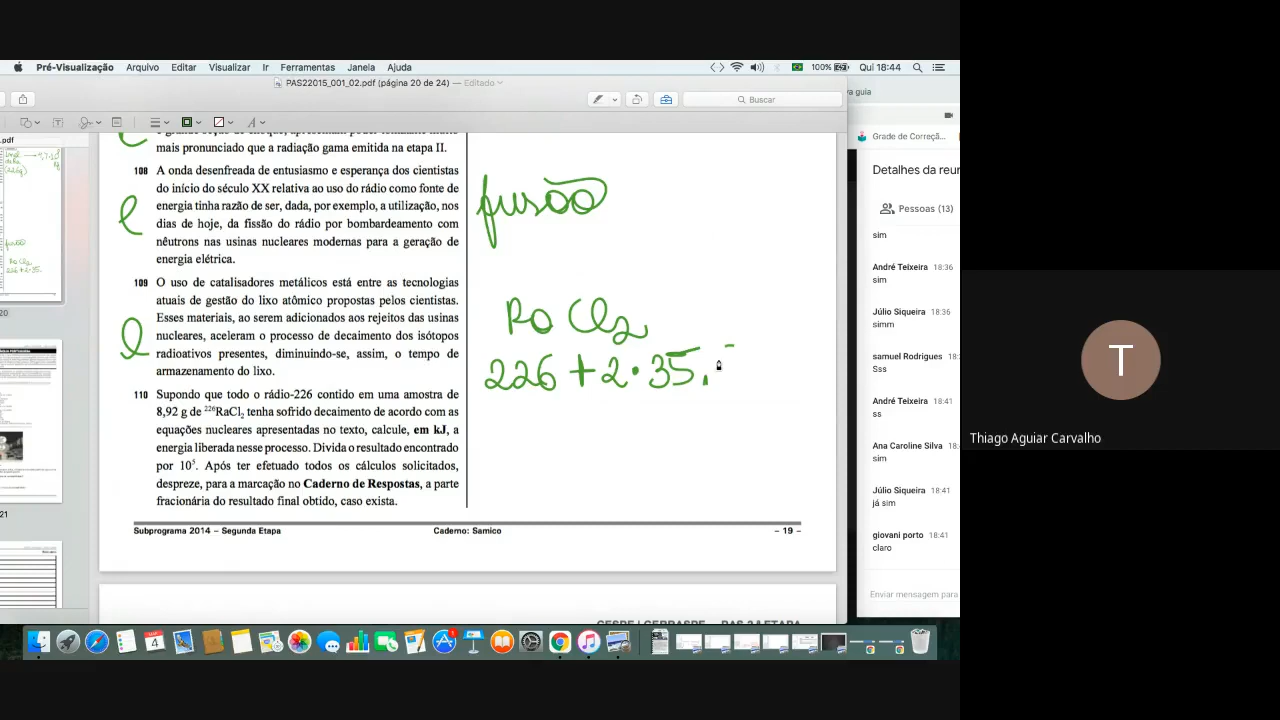 Pré-Visualização Arquivo Editar Visualizar Ir Ferramentas Janela Ajuda 100% Qui 18:44
PAS22015_001_02.pdf (página 20 de 24) — Editado
Buscar
va guia
.pdf
Grade de Correçã...
Detalhes da reur
Pessoas (13)
mais pronunciado que a radiação gama emitida na etapa II.
108 A onda desenfreada de entusiasmo e esperança dos cientistas
do início do século XX relativa ao uso do rádio como fonte de
energia tinha razão de ser, dada, por exemplo, a utilização, nos
dias de hoje, da fissão do rádio por bombardeamento com
nêutrons nas usinas nucleares modernas para a geração de
energia elétrica.
109 O uso de catalisadores metálicos está entre as tecnologias
atuais de gestão do lixo atômico propostas pelos cientistas.
Esses materiais, ao serem adicionados aos rejeitos das usinas
nucleares, aceleram o processo de decaimento dos isótopos
radioativos presentes, diminuindo-se, assim, o tempo de
armazenamento do lixo.
110 Supondo que todo o rádio-226 contido em uma amostra de
8,92 g de ²²⁶RaCl₂ tenha sofrido decaimento de acordo com as
equações nucleares apresentadas no texto, calcule, em kJ, a
energia liberada nesse processo. Divida o resultado encontrado
por 10⁵. Após ter efetuado todos os cálculos solicitados,
despreze, para a marcação no Caderno de Respostas, a parte
fracionária do resultado final obtido, caso exista.
Subprograma 2014 – Segunda Etapa Caderno: Samico – 19 –
e
e
fusão
Ra Cl₂
226 + 2 · 35,
20
21
sim
André Teixeira 18:36
sim
Júlio Siqueira 18:36
simm
samuel Rodrigues 18:3
Sss
André Teixeira 18:41
ss
Ana Caroline Silva 18:4
sim
Júlio Siqueira 18:41
já sim
giovani porto 18:41
claro
Enviar mensagem para
T
Thiago Aguiar Carvalho